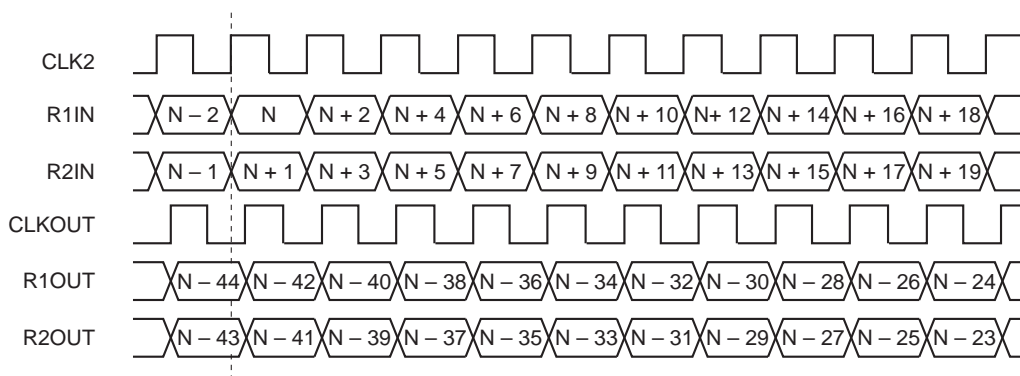 CLK2
R1IN N – 2 N N + 2 N + 4 N + 6 N + 8 N + 10 N+ 12 N + 14 N + 16 N + 18
R2IN N – 1 N + 1 N + 3 N + 5 N + 7 N + 9 N + 11 N + 13 N + 15 N + 17 N + 19
CLKOUT
R1OUT N – 44 N – 42 N – 40 N – 38 N – 36 N – 34 N – 32 N – 30 N – 28 N – 26 N – 24
R2OUT N – 43 N – 41 N – 39 N – 37 N – 35 N – 33 N – 31 N – 29 N – 27 N – 25 N – 23